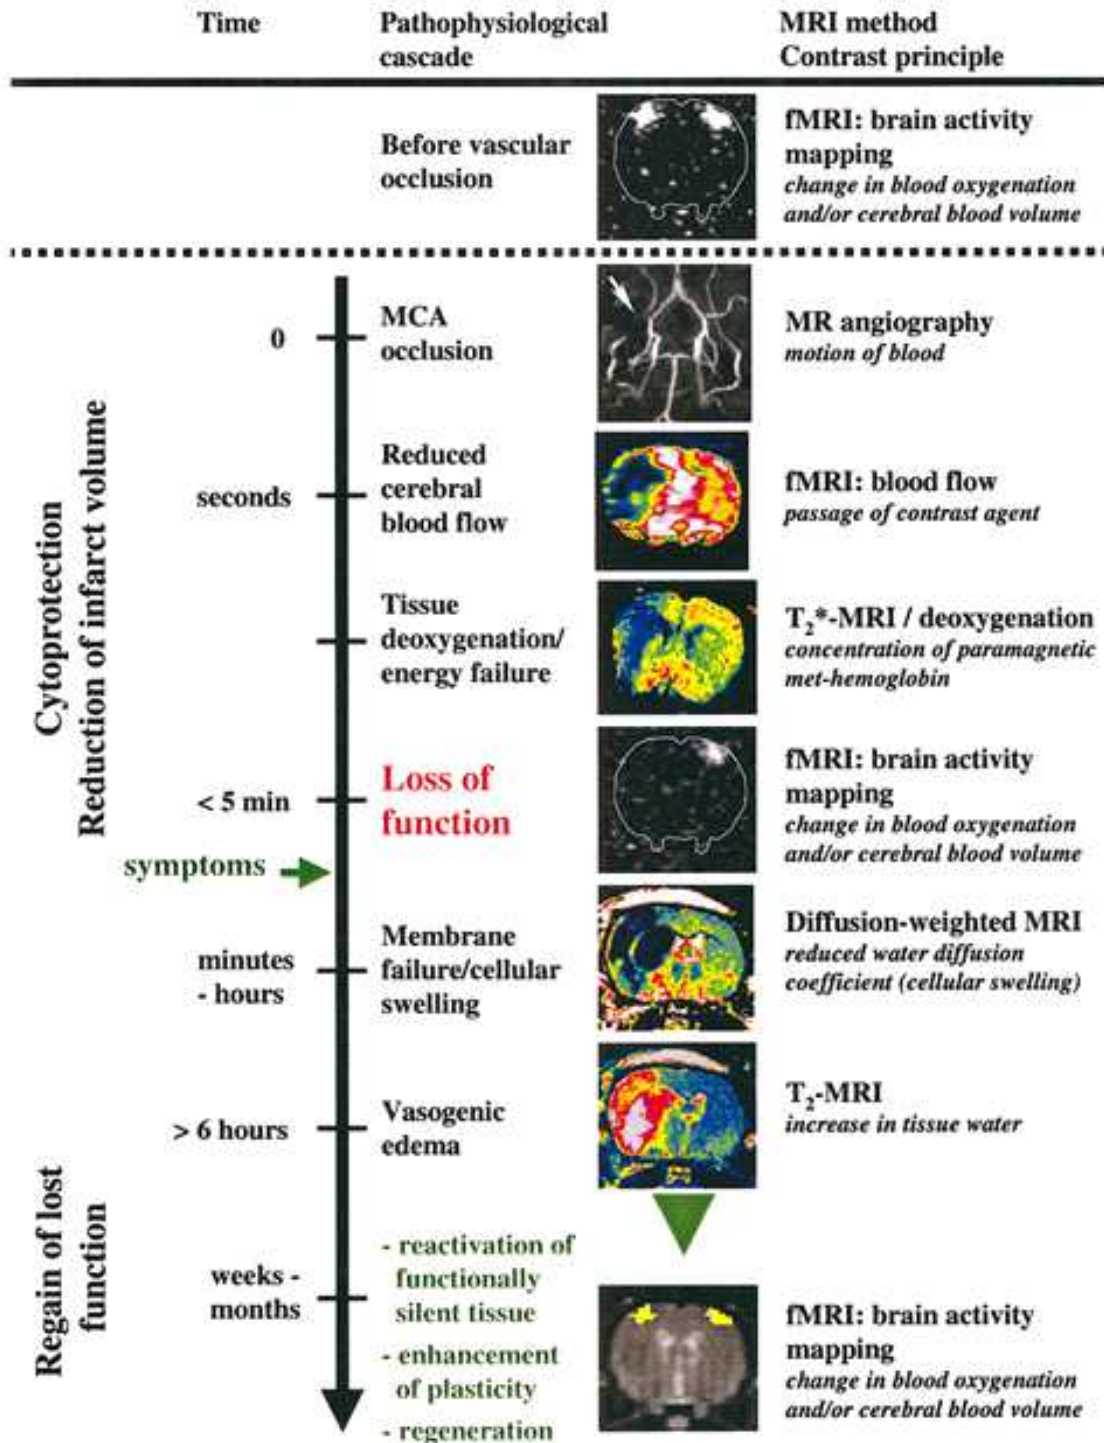 Time
Pathophysiological
cascade
MRI method
Contrast principle
Before vascular
occlusion
fMRI: brain activity
mapping
change in blood oxygenation
and/or cerebral blood volume
Cytoprotection
Reduction of infarct volume
0
MCA
occlusion
MR angiography
motion of blood
seconds
Reduced
cerebral
blood flow
fMRI: blood flow
passage of contrast agent
Tissue
deoxygenation/
energy failure
T₂*-MRI / deoxygenation
concentration of paramagnetic
met-hemoglobin
< 5 min
Loss of
function
fMRI: brain activity
mapping
change in blood oxygenation
and/or cerebral blood volume
symptoms
minutes
- hours
Membrane
failure/cellular
swelling
Diffusion-weighted MRI
reduced water diffusion
coefficient (cellular swelling)
> 6 hours
Vasogenic
edema
T₂-MRI
increase in tissue water
Regain of lost
function
weeks -
months
- reactivation of
functionally
silent tissue
- enhancement
of plasticity
- regeneration
fMRI: brain activity
mapping
change in blood oxygenation
and/or cerebral blood volume